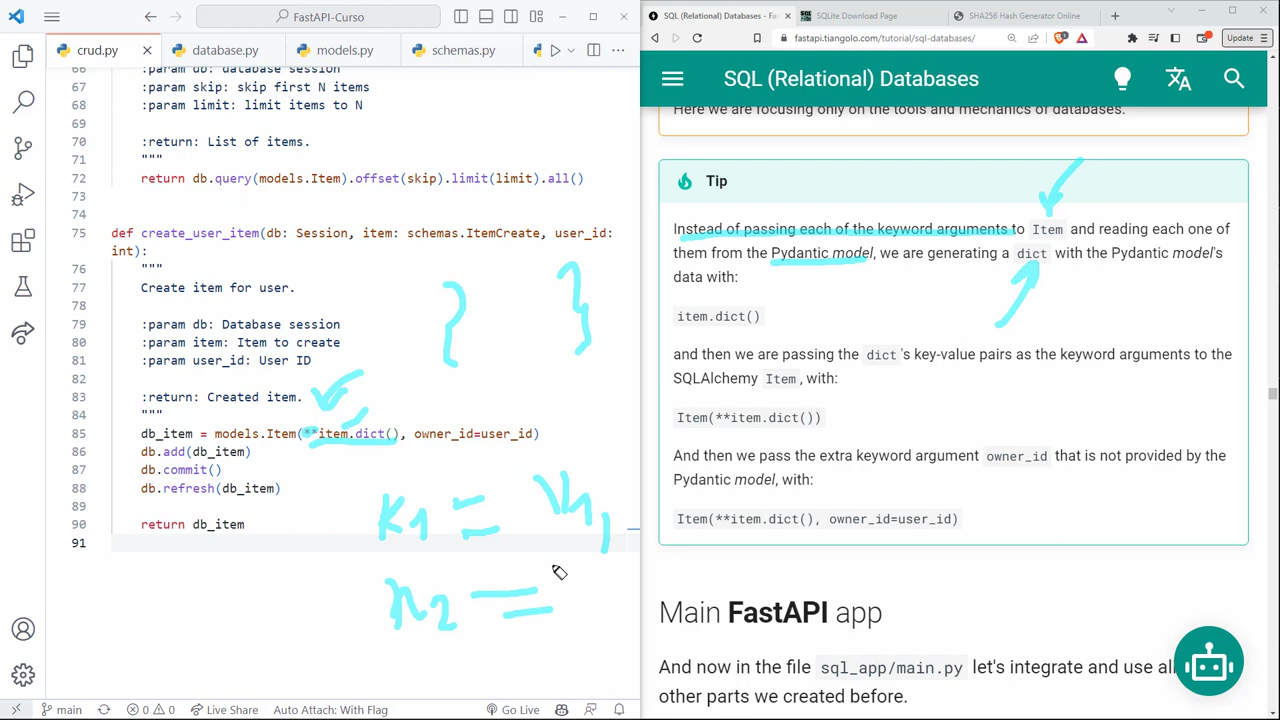 FastAPI-Curso
crud.py
database.py
models.py
schemas.py
66 :param db: database session
67 :param skip: skip first N items
68 :param limit: limit items to N
69
70 :return: List of items.
71 """
72 return db.query(models.Item).offset(skip).limit(limit).all()
73
74
75 def create_user_item(db: Session, item: schemas.ItemCreate, user_id:
int):
76 """
77 Create item for user.
78
79 :param db: Database session
80 :param item: Item to create
81 :param user_id: User ID
82
83 :return: Created item.
84 """
85 db_item = models.Item(**item.dict(), owner_id=user_id)
86 db.add(db_item)
87 db.commit()
88 db.refresh(db_item)
89
90 return db_item
91
}
}
K1 = V1,
K2 =
main
0
0
Live Share
Auto Attach: With Flag
Go Live
SQL (Relational) Databases - Fa
SQLite Download Page
SHA256 Hash Generator Online
fastapi.tiangolo.com/tutorial/sql-databases/
Update
SQL (Relational) Databases
Here we are focusing only on the tools and mechanics of databases.
Tip
Instead of passing each of the keyword arguments to Item and reading each one of
them from the Pydantic model, we are generating a dict with the Pydantic model's
data with:
item.dict()
and then we are passing the dict's key-value pairs as the keyword arguments to the
SQLAlchemy Item, with:
Item(**item.dict())
And then we pass the extra keyword argument owner_id that is not provided by the
Pydantic model, with:
Item(**item.dict(), owner_id=user_id)
Main FastAPI app
And now in the file sql_app/main.py let's integrate and use al
other parts we created before.